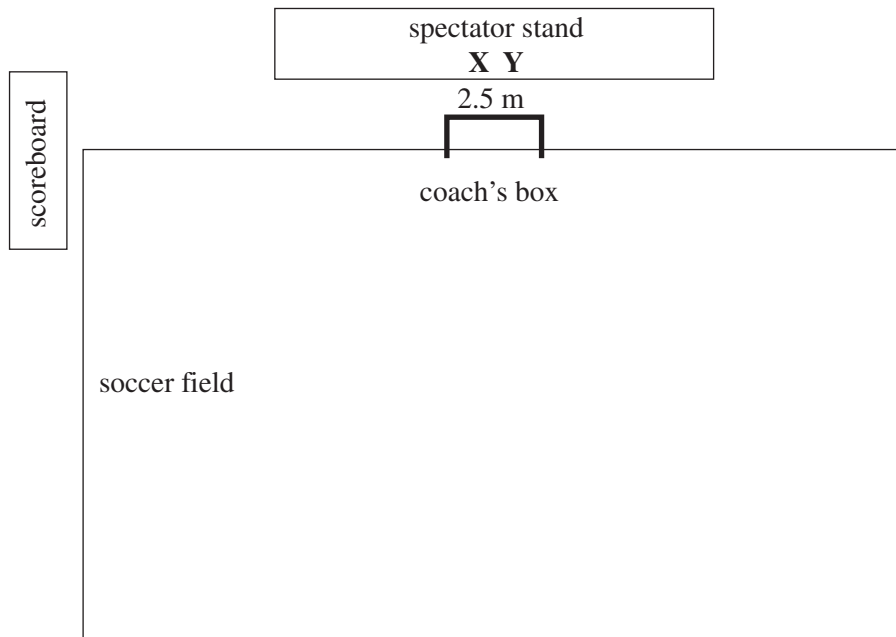 spectator stand
X Y
2.5 m
scoreboard
coach’s box
soccer field